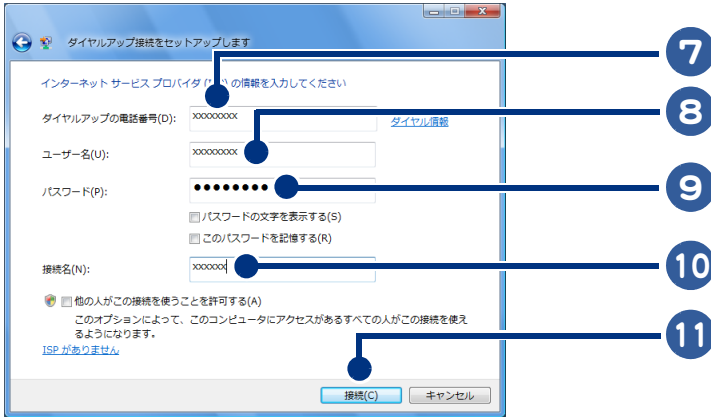 ダイヤルアップ接続をセットアップします
インターネット サービス プロバイダ ( ) の情報を入力してください
ダイヤルアップの電話番号(D): xxxxxxxx ダイヤル情報
ユーザー名(U): xxxxxxxx
パスワード(P): ●●●●●●●●
パスワードの文字を表示する(S)
このパスワードを記憶する(R)
接続名(N): xxxxxx
他の人がこの接続を使うことを許可する(A)
このオプションによって、このコンピュータにアクセスがあるすべての人がこの接続を使え
るようになります。
ISP がありません
接続(C) キャンセル
7
8
9
10
11